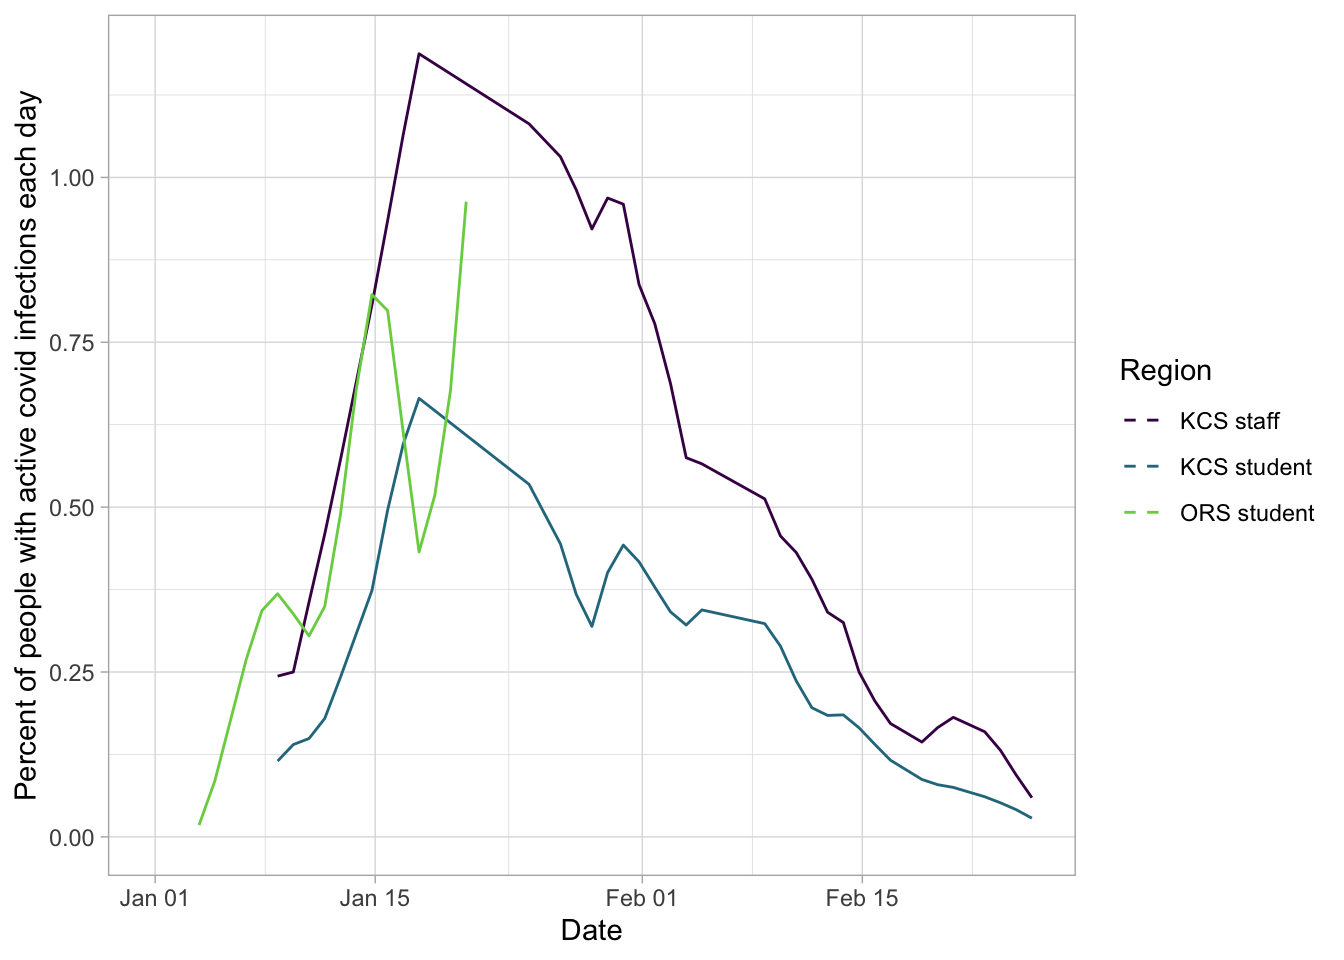 Percent of people with active covid infections each day
1.00
0.75
0.50
0.25
0.00
Jan 01
Jan 15
Feb 01
Feb 15
Date
Region
KCS staff
KCS student
ORS student